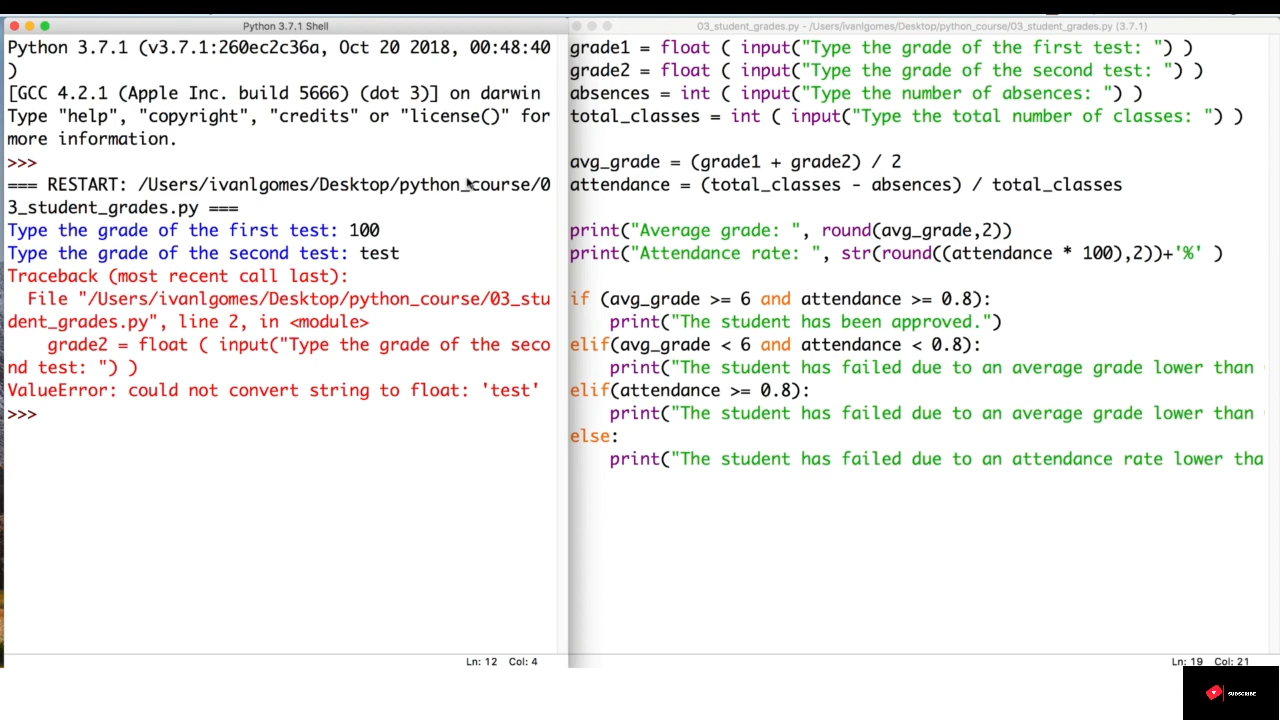 Python 3.7.1 Shell
Python 3.7.1 (v3.7.1:260ec2c36a, Oct 20 2018, 00:48:40
)
[GCC 4.2.1 (Apple Inc. build 5666) (dot 3)] on darwin
Type "help", "copyright", "credits" or "license()" for
more information.
>>>
=== RESTART: /Users/ivanlgomes/Desktop/python_course/0
3_student_grades.py ===
Type the grade of the first test: 100
Type the grade of the second test: test
Traceback (most recent call last):
  File "/Users/ivanlgomes/Desktop/python_course/03_stu
dent_grades.py", line 2, in <module>
    grade2 = float ( input("Type the grade of the seco
nd test: ") )
ValueError: could not convert string to float: 'test'
>>>
Ln: 12 Col: 4
03_student_grades.py - /Users/ivanlgomes/Desktop/python_course/03_student_grades.py (3.7.1)
grade1 = float ( input("Type the grade of the first test: ") )
grade2 = float ( input("Type the grade of the second test: ") )
absences = int ( input("Type the number of absences: ") )
total_classes = int ( input("Type the total number of classes: ") )
avg_grade = (grade1 + grade2) / 2
attendance = (total_classes - absences) / total_classes
print("Average grade: ", round(avg_grade,2))
print("Attendance rate: ", str(round((attendance * 100),2))+'%' )
if (avg_grade >= 6 and attendance >= 0.8):
    print("The student has been approved.")
elif(avg_grade < 6 and attendance < 0.8):
    print("The student has failed due to an average grade lower than
elif(attendance >= 0.8):
    print("The student has failed due to an average grade lower than
else:
    print("The student has failed due to an attendance rate lower tha
Ln: 19 Col: 21
SUBSCRIBE